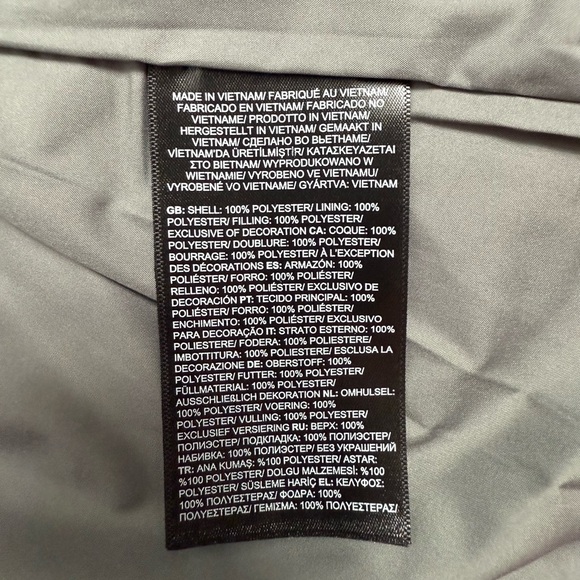 MADE IN VIETNAM/ FABRIQUÉ AU VIETNAM/
FABRICADO EN VIETNAM/ FABRICADO NO
VIETNAME/ PRODOTTO IN VIETNAM/
HERGESTELLT IN VIETNAM/ GEMAAKT IN
VIETNAM/ СДЕЛАНО ВО ВЬЕТНАМЕ/
VİETNAM'DA ÜRETİLMİŞTİR/ ΚΑΤΑΣΚΕΥΑΖΕΤΑΙ
ΣΤΟ ΒΙΕΤΝΑΜ/ WYPRODUKOWANO W
WIETNAMIE/ VYROBENO VE VIETNAMU/
VYROBENÉ VO VIETNAME/ GYÁRTVA: VIETNAM
GB: SHELL: 100% POLYESTER/ LINING: 100%
POLYESTER/ FILLING: 100% POLYESTER/
EXCLUSIVE OF DECORATION CA: COQUE: 100%
POLYESTER/ DOUBLURE: 100% POLYESTER/
BOURRAGE: 100% POLYESTER/ À L'EXCEPTION
DES DÉCORATIONS ES: ARMAZÓN: 100%
POLIÉSTER/ FORRO: 100% POLIÉSTER/
RELLENO: 100% POLIÉSTER/ EXCLUSIVO DE
DECORACIÓN PT: TECIDO PRINCIPAL: 100%
POLIÉSTER/ FORRO: 100% POLIÉSTER/
ENCHIMENTO: 100% POLIÉSTER/ EXCLUSIVO
PARA DECORAÇÃO IT: STRATO ESTERNO: 100%
POLIESTERE/ FODERA: 100% POLIESTERE/
IMBOTTITURA: 100% POLIESTERE/ ESCLUSA LA
DECORAZIONE DE: OBERSTOFF: 100%
POLYESTER/ FUTTER: 100% POLYESTER/
FÜLLMATERIAL: 100% POLYESTER/
AUSSCHLIEßLICH DEKORATION NL: OMHULSEL:
100% POLYESTER/ VOERING: 100%
POLYESTER/ VULLING: 100% POLYESTER/
EXCLUSIEF VERSIERING RU: ВЕРХ: 100%
ПОЛИЭСТЕР/ ПОДКЛАДКА: 100% ПОЛИЭСТЕР/
НАБИВКА: 100% ПОЛИЭСТЕР/ БЕЗ УКРАШЕНИЙ
TR: ANA KUMAŞ: %100 POLYESTER/ ASTAR:
%100 POLYESTER/ DOLGU MALZEMESİ: %100
POLYESTER/ SÜSLEME HARİÇ EL: ΚΕΛΥΦΟΣ:
100% ΠΟΛΥΕΣΤΕΡΑΣ/ ΦΟΔΡΑ: 100%
ΠΟΛΥΕΣΤΕΡΑΣ/ ΓΕΜΙΣΜΑ: 100% ΠΟΛΥΕΣΤΕΡΑΣ/